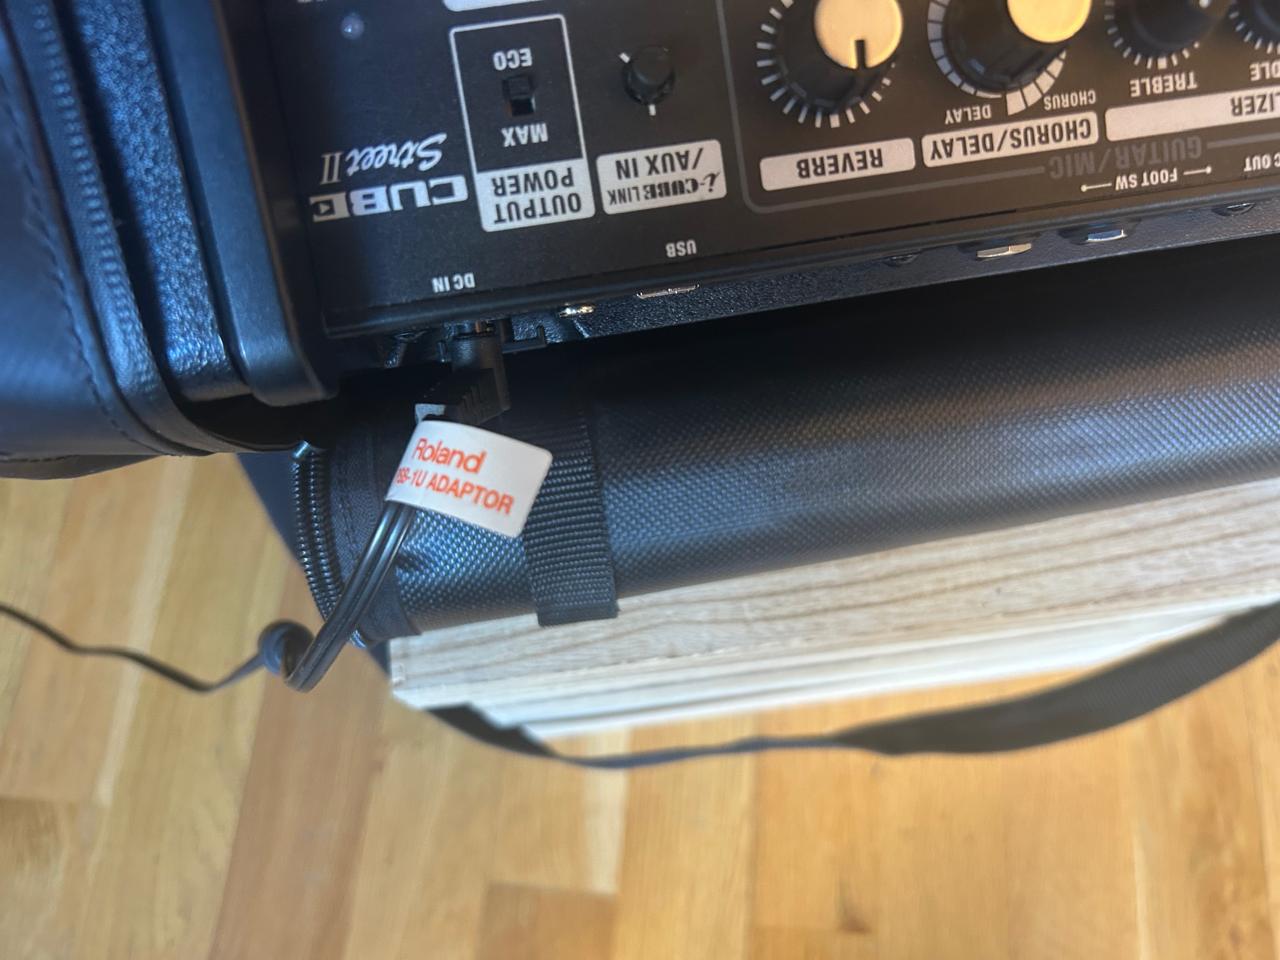 ECO
MAX
OUTPUT
POWER
CUBE
Street II
i-CUBE LINK
/AUX IN
REVERB
DELAY
CHORUS
CHORUS/DELAY
TREBLE
GUITAR/MIC
FOOT SW
OUT
USB
DC IN
Roland
ADAPTOR